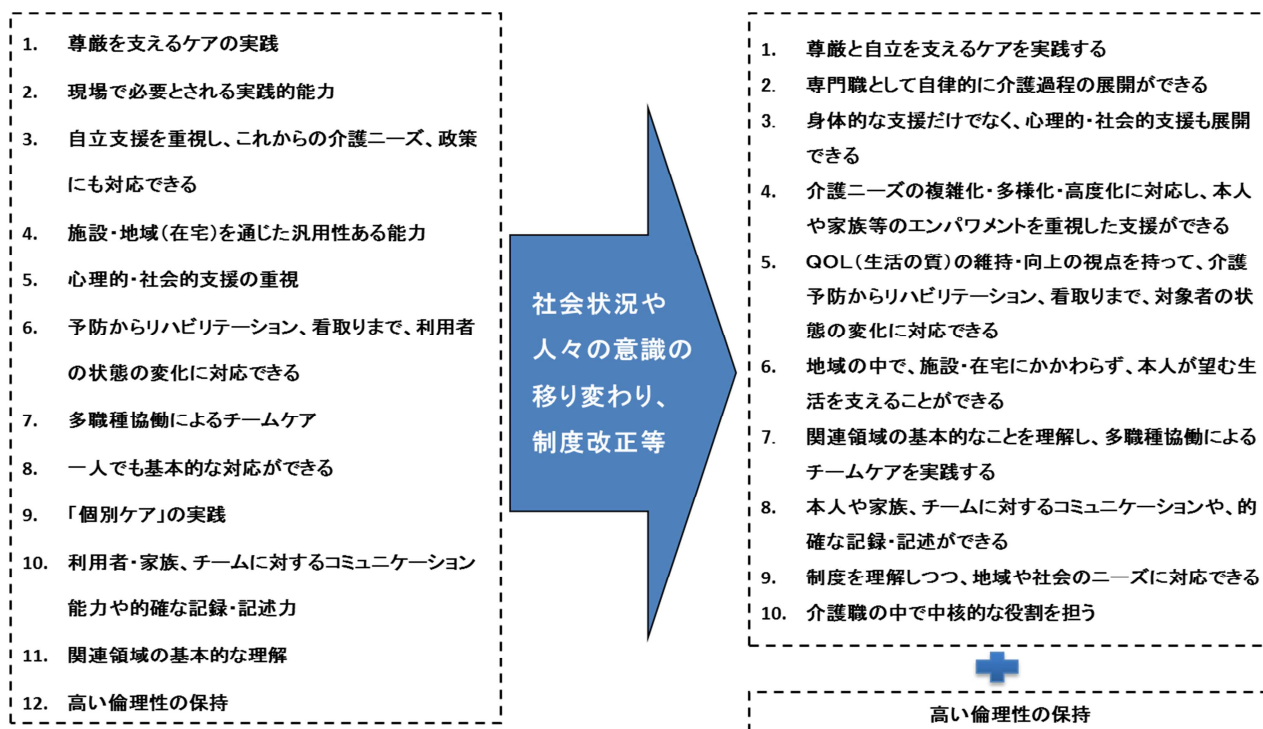 1. 尊厳を支えるケアの実践
2. 現場で必要とされる実践的能力
3. 自立支援を重視し、これからの介護ニーズ、政策
にも対応できる
4. 施設・地域（在宅）を通じた汎用性ある能力
5. 心理的・社会的支援の重視
6. 予防からリハビリテーション、看取りまで、利用者
の状態の変化に対応できる
7. 多職種協働によるチームケア
8. 一人でも基本的な対応ができる
9. 「個別ケア」の実践
10. 利用者・家族、チームに対するコミュニケーション
能力や的確な記録・記述力
11. 関連領域の基本的な理解
12. 高い倫理性の保持
社会状況や
人々の意識の
移り変わり、
制度改正等
1. 尊厳と自立を支えるケアを実践する
2. 専門職として自律的に介護過程の展開ができる
3. 身体的な支援だけでなく、心理的・社会的支援も展開
できる
4. 介護ニーズの複雑化・多様化・高度化に対応し、本人
や家族等のエンパワメントを重視した支援ができる
5. QOL（生活の質）の維持・向上の視点を持って、介護
予防からリハビリテーション、看取りまで、対象者の状
態の変化に対応できる
6. 地域の中で、施設・在宅にかかわらず、本人が望む生
活を支えることができる
7. 関連領域の基本的なことを理解し、多職種協働による
チームケアを実践する
8. 本人や家族、チームに対するコミュニケーションや、的
確な記録・記述ができる
9. 制度を理解しつつ、地域や社会のニーズに対応できる
10. 介護職の中で中核的な役割を担う
高い倫理性の保持